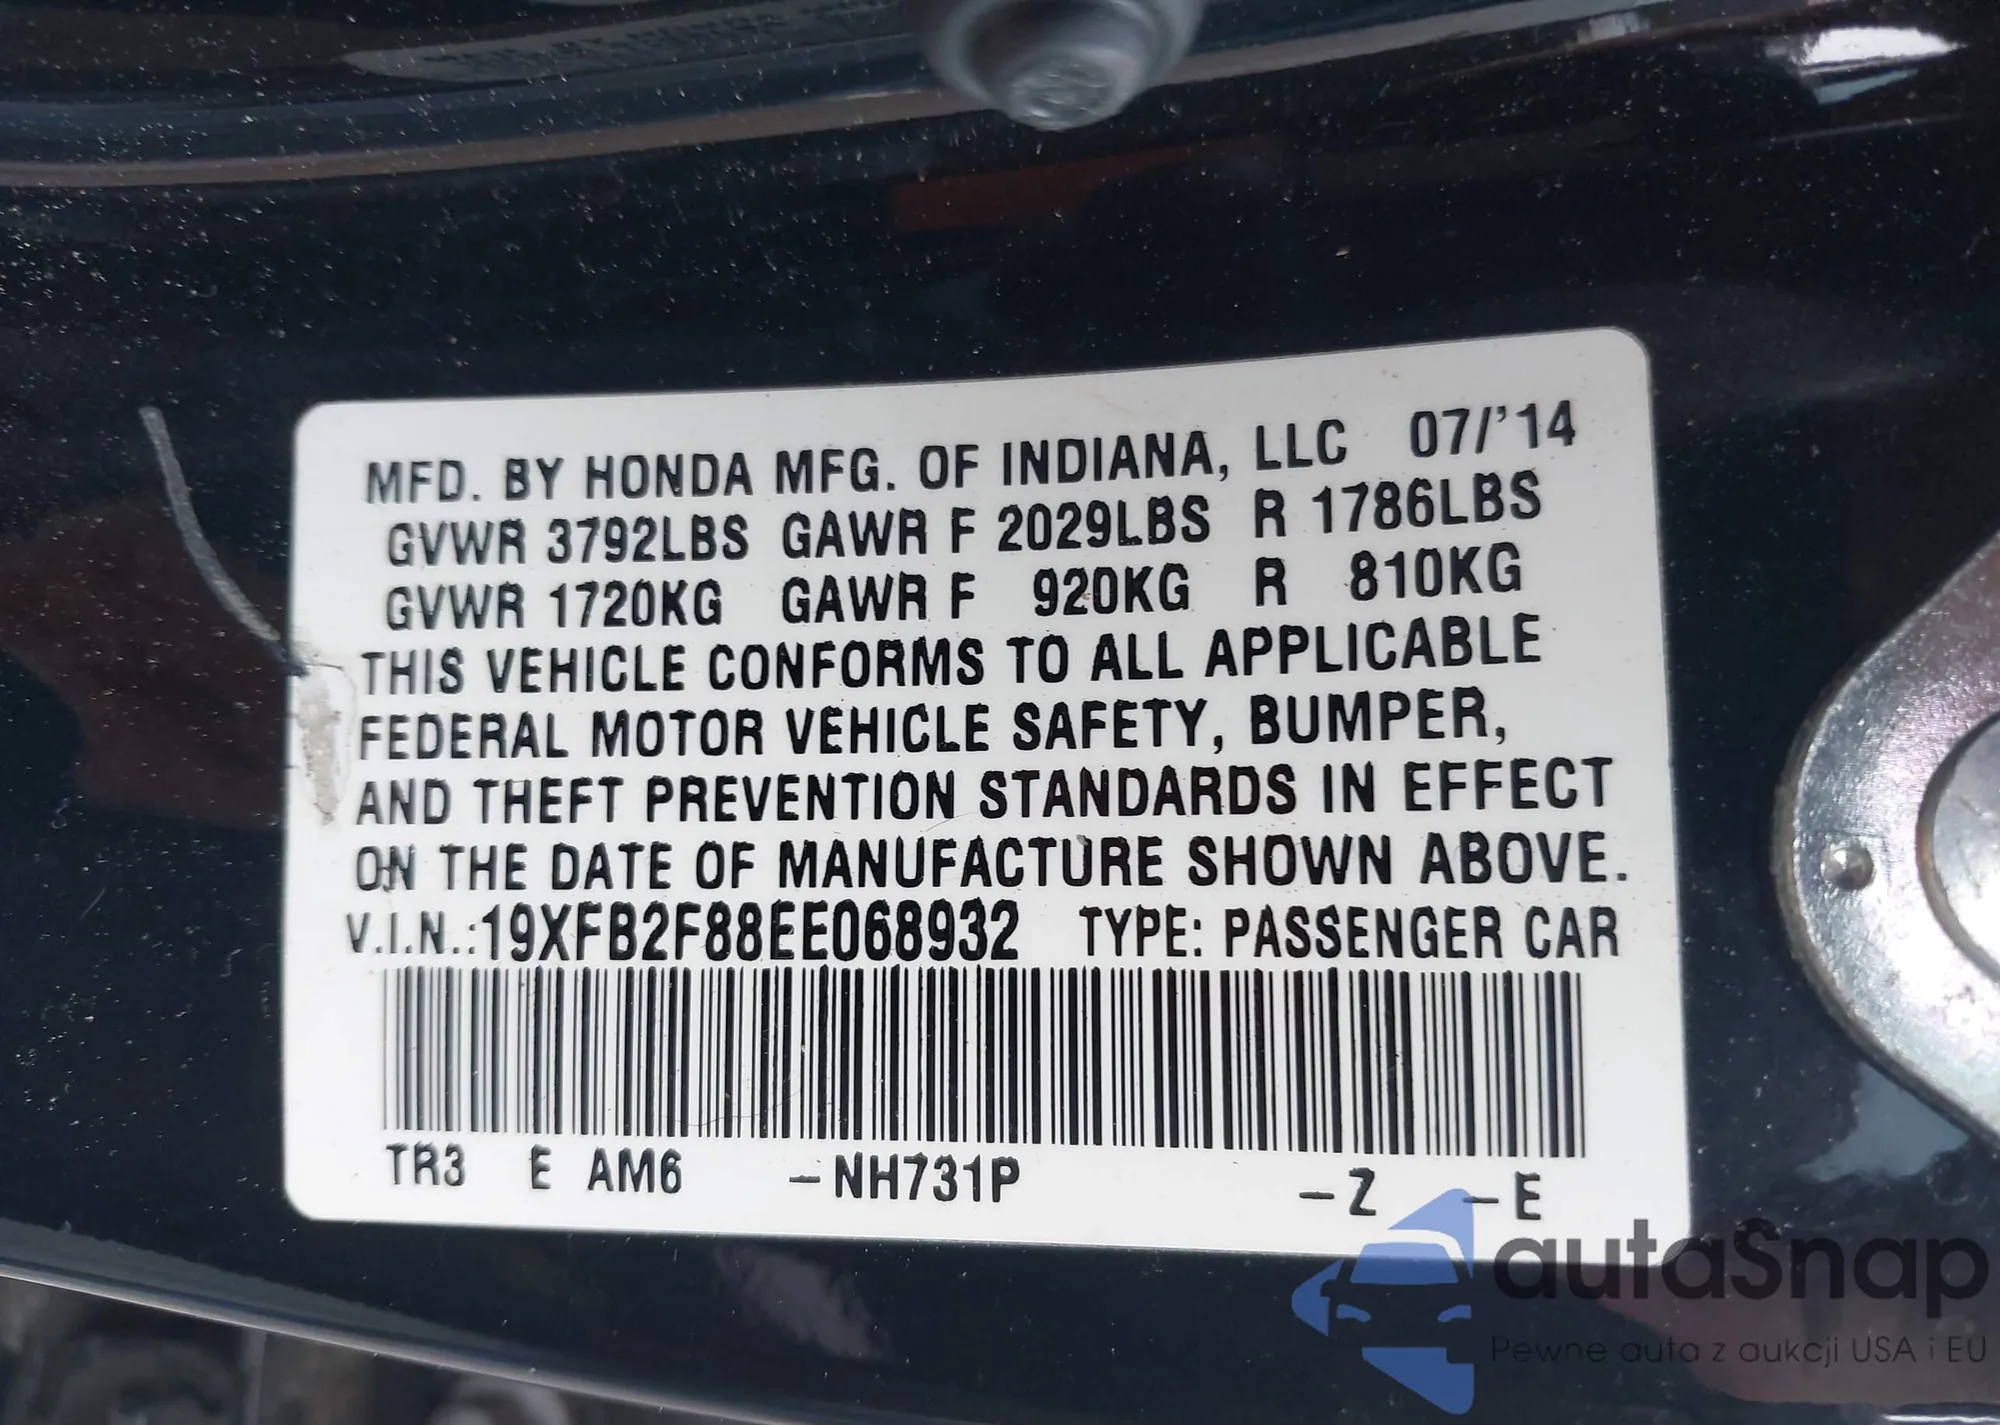 MFD. BY HONDA MFG. OF INDIANA, LLC 07/'14
GVWR 3792LBS GAWR F 2029LBS R 1786LBS
GVWR 1720KG GAWR F 920KG R 810KG
THIS VEHICLE CONFORMS TO ALL APPLICABLE
FEDERAL MOTOR VEHICLE SAFETY, BUMPER,
AND THEFT PREVENTION STANDARDS IN EFFECT
ON THE DATE OF MANUFACTURE SHOWN ABOVE.
V.I.N.:19XFB2F88EE068932 TYPE: PASSENGER CAR
TR3 E AM6 –NH731P –Z –E
autaSnap
Pewne auta z aukcji USA i EU